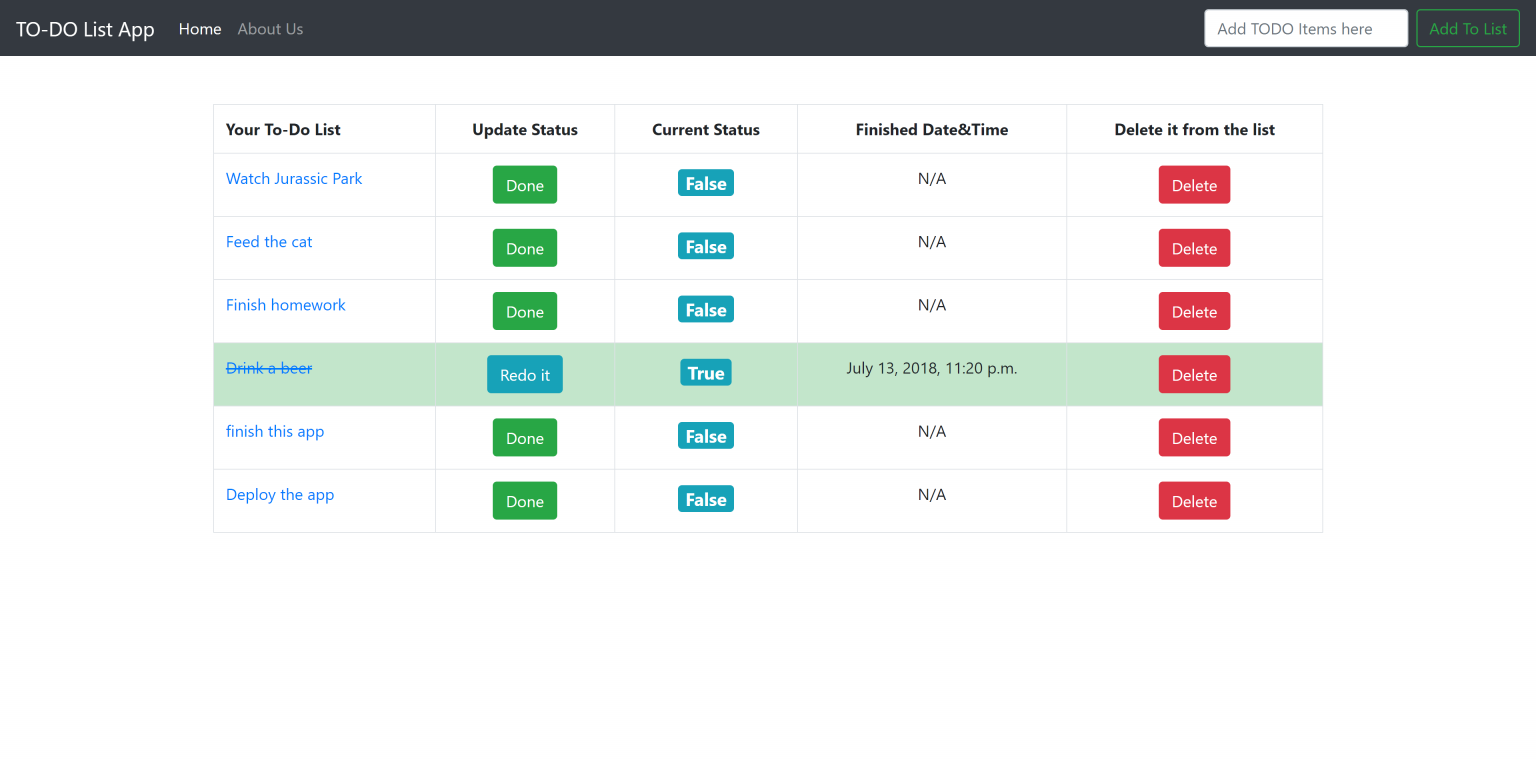 TO-DO List App Home About Us Add TODO Items here Add To List
Your To-Do List Update Status Current Status Finished Date&Time Delete it from the list
Watch Jurassic Park Done False N/A Delete
Feed the cat Done False N/A Delete
Finish homework Done False N/A Delete
Drink a beer Redo it True July 13, 2018, 11:20 p.m. Delete
finish this app Done False N/A Delete
Deploy the app Done False N/A Delete